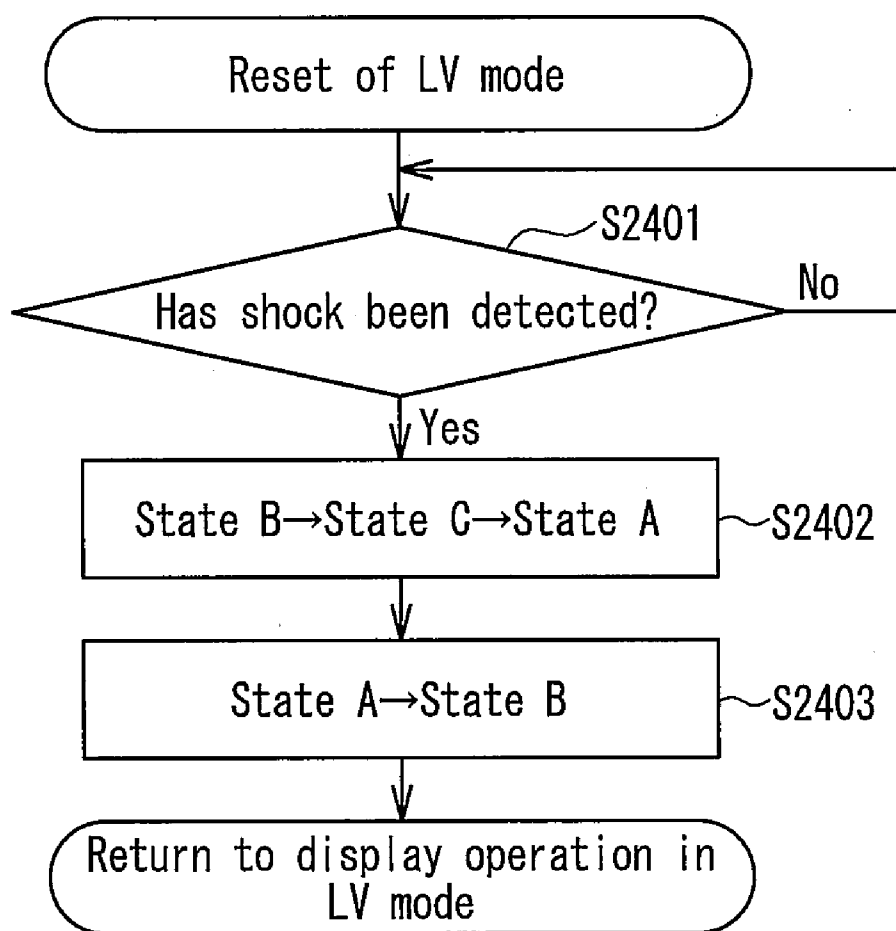 Reset of LV mode
S2401
Has shock been detected?
No
Yes
State B→State C→State A
S2402
State A→State B
S2403
Return to display operation in
LV mode